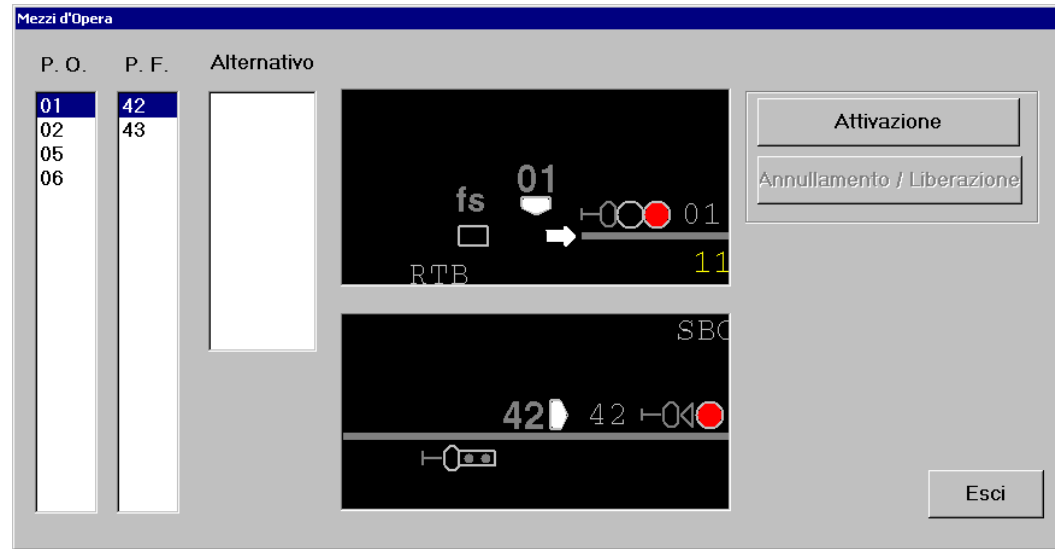 Mezzi d'Opera
P. O.
P. F.
Alternativo
01
02
05
06
42
43
fs
01
01
11
RTB
SBC
42
42
Attivazione
Annullamento / Liberazione
Esci